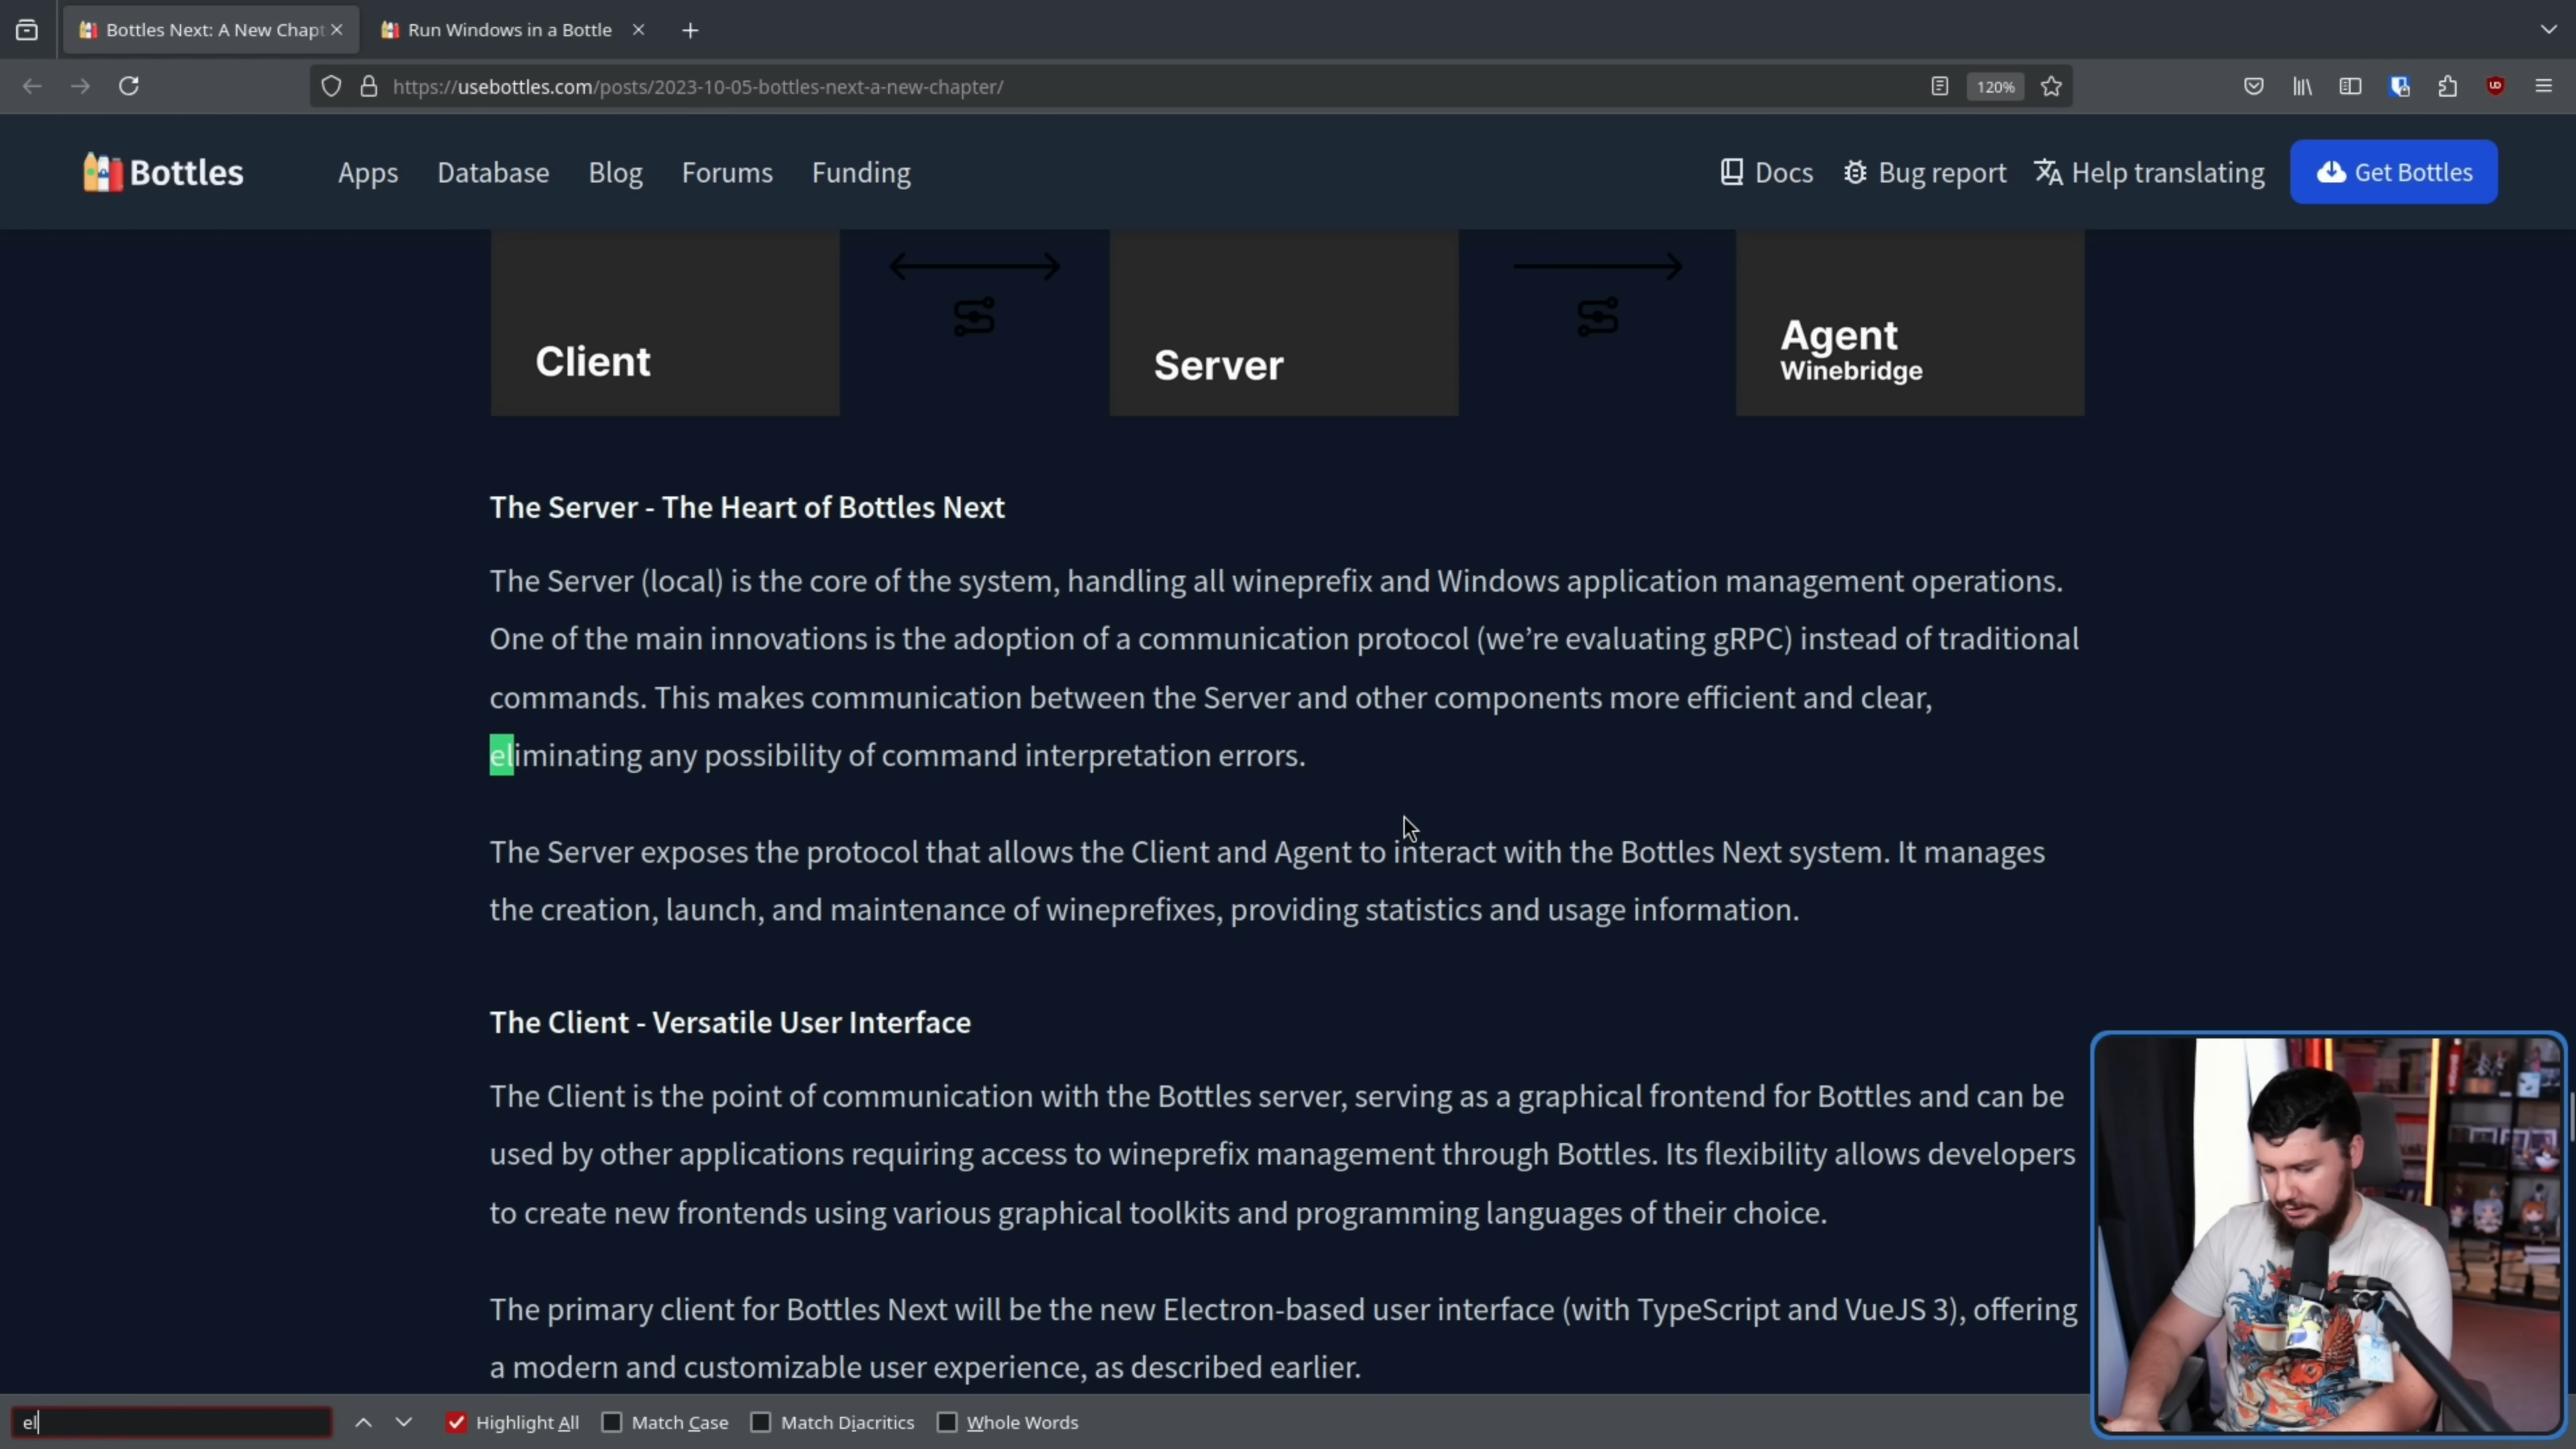 Bottles Next: A New Chapt
Run Windows in a Bottle
https://usebottles.com/posts/2023-10-05-bottles-next-a-new-chapter/
120%
Bottles
Apps
Database
Blog
Forums
Funding
Docs
Bug report
Help translating
Get Bottles
Client
Server
Agent
Winebridge
The Server - The Heart of Bottles Next
The Server (local) is the core of the system, handling all wineprefix and Windows application management operations.
One of the main innovations is the adoption of a communication protocol (we’re evaluating gRPC) instead of traditional
commands. This makes communication between the Server and other components more efficient and clear,
eliminating any possibility of command interpretation errors.
The Server exposes the protocol that allows the Client and Agent to interact with the Bottles Next system. It manages
the creation, launch, and maintenance of wineprefixes, providing statistics and usage information.
The Client - Versatile User Interface
The Client is the point of communication with the Bottles server, serving as a graphical frontend for Bottles and can be
used by other applications requiring access to wineprefix management through Bottles. Its flexibility allows developers
to create new frontends using various graphical toolkits and programming languages of their choice.
The primary client for Bottles Next will be the new Electron-based user interface (with TypeScript and VueJS 3), offering
a modern and customizable user experience, as described earlier.
el
Highlight All
Match Case
Match Diacritics
Whole Words